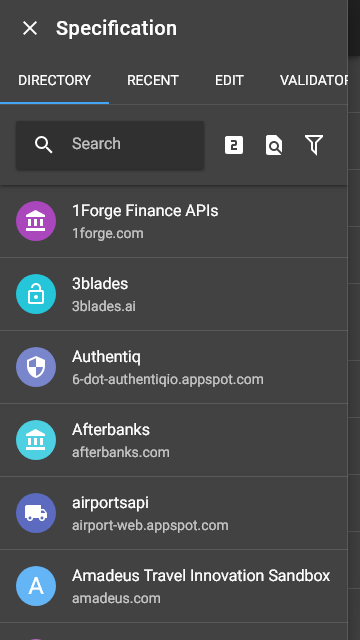 Specification
DIRECTORY RECENT EDIT VALIDATOR
Search 2
1Forge Finance APIs
1forge.com
3blades
3blades.ai
Authentiq
6-dot-authentiqio.appspot.com
Afterbanks
afterbanks.com
airportsapi
airport-web.appspot.com
A
Amadeus Travel Innovation Sandbox
amadeus.com